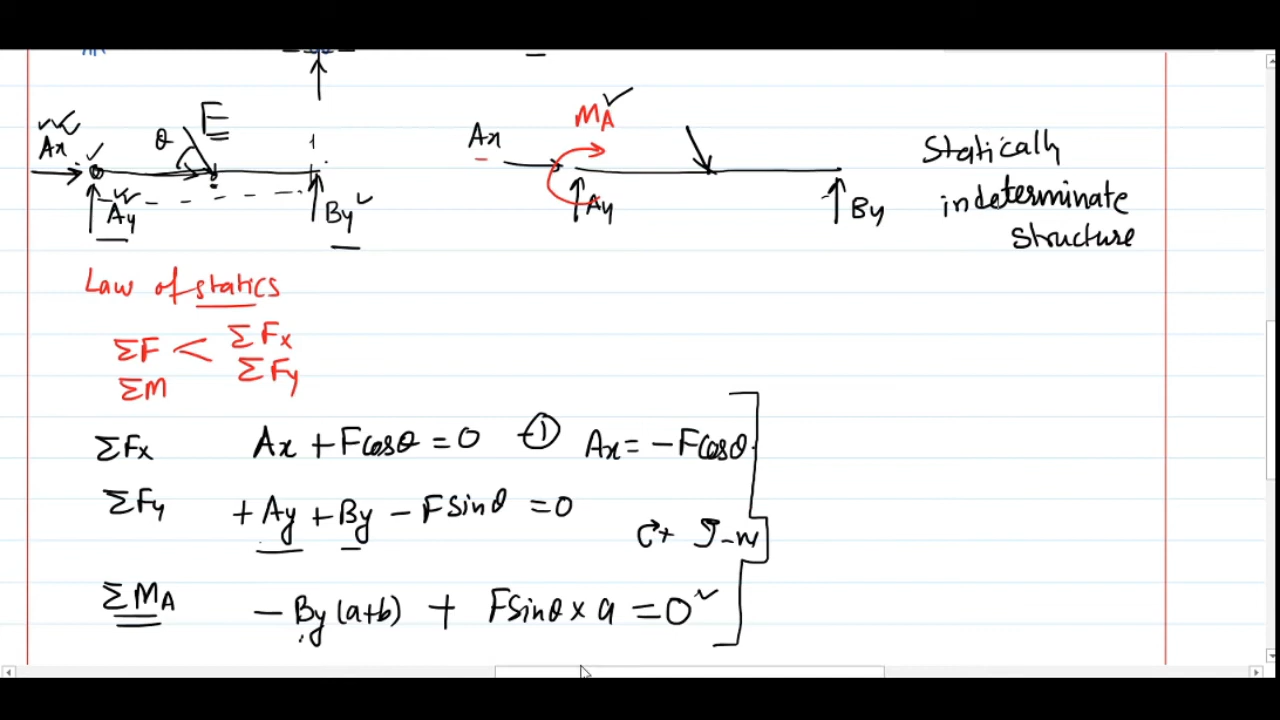 Ax θ F MA Ax Statically
Ay By Ay By indeterminate
structure
Law of statics
ΣF < ΣFx
ΣM ΣFy
ΣFx Ax + Fcosθ = 0 -① Ax = -Fcosθ
ΣFy + Ay + By - Fsinθ = 0
ΣMA - By (a+b) + Fsinθ × a = 0